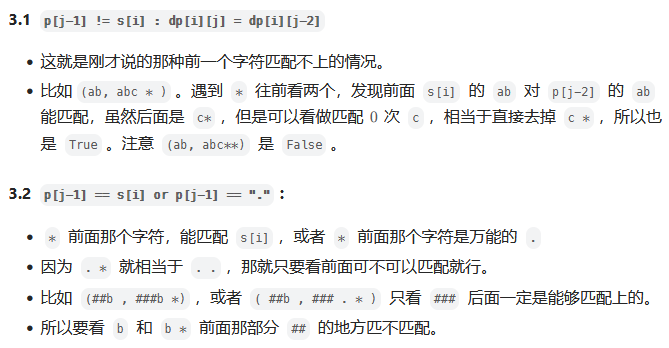 3.1 p[j-1] != s[i] : dp[i][j] = dp[i][j-2]
• 这就是刚才说的那种前一个字符匹配不上的情况。
• 比如 (ab, abc * ) 。遇到 * 往前看两个，发现前面 s[i] 的 ab 对 p[j-2] 的 ab
能匹配，虽然后面是 c* ，但是可以看做匹配 0 次 c ，相当于直接去掉 c * ，所以也
是 True 。注意 (ab, abc**) 是 False 。
3.2 p[j-1] == s[i] or p[j-1] == "." ：
• * 前面那个字符，能匹配 s[i] ，或者 * 前面那个字符是万能的 .
• 因为 . * 就相当于 . . ，那就只要看前面可不可以匹配就行。
• 比如 (##b , ###b *) ，或者 ( ##b , ### . * ) 只看 ### 后面一定是能够匹配上的。
• 所以要看 b 和 b * 前面那部分 ## 的地方匹不匹配。